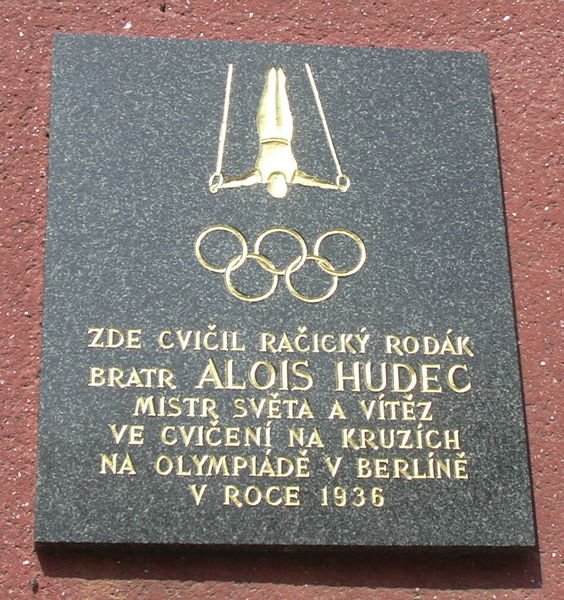 ZDE CVIČIL RAČICKÝ RODÁK
BRATR ALOIS HUDEC
MISTR SVĚTA A VÍTĚZ
VE CVIČENÍ NA KRUZÍCH
NA OLYMPIÁDĚ V BERLÍNĚ
V ROCE 1936